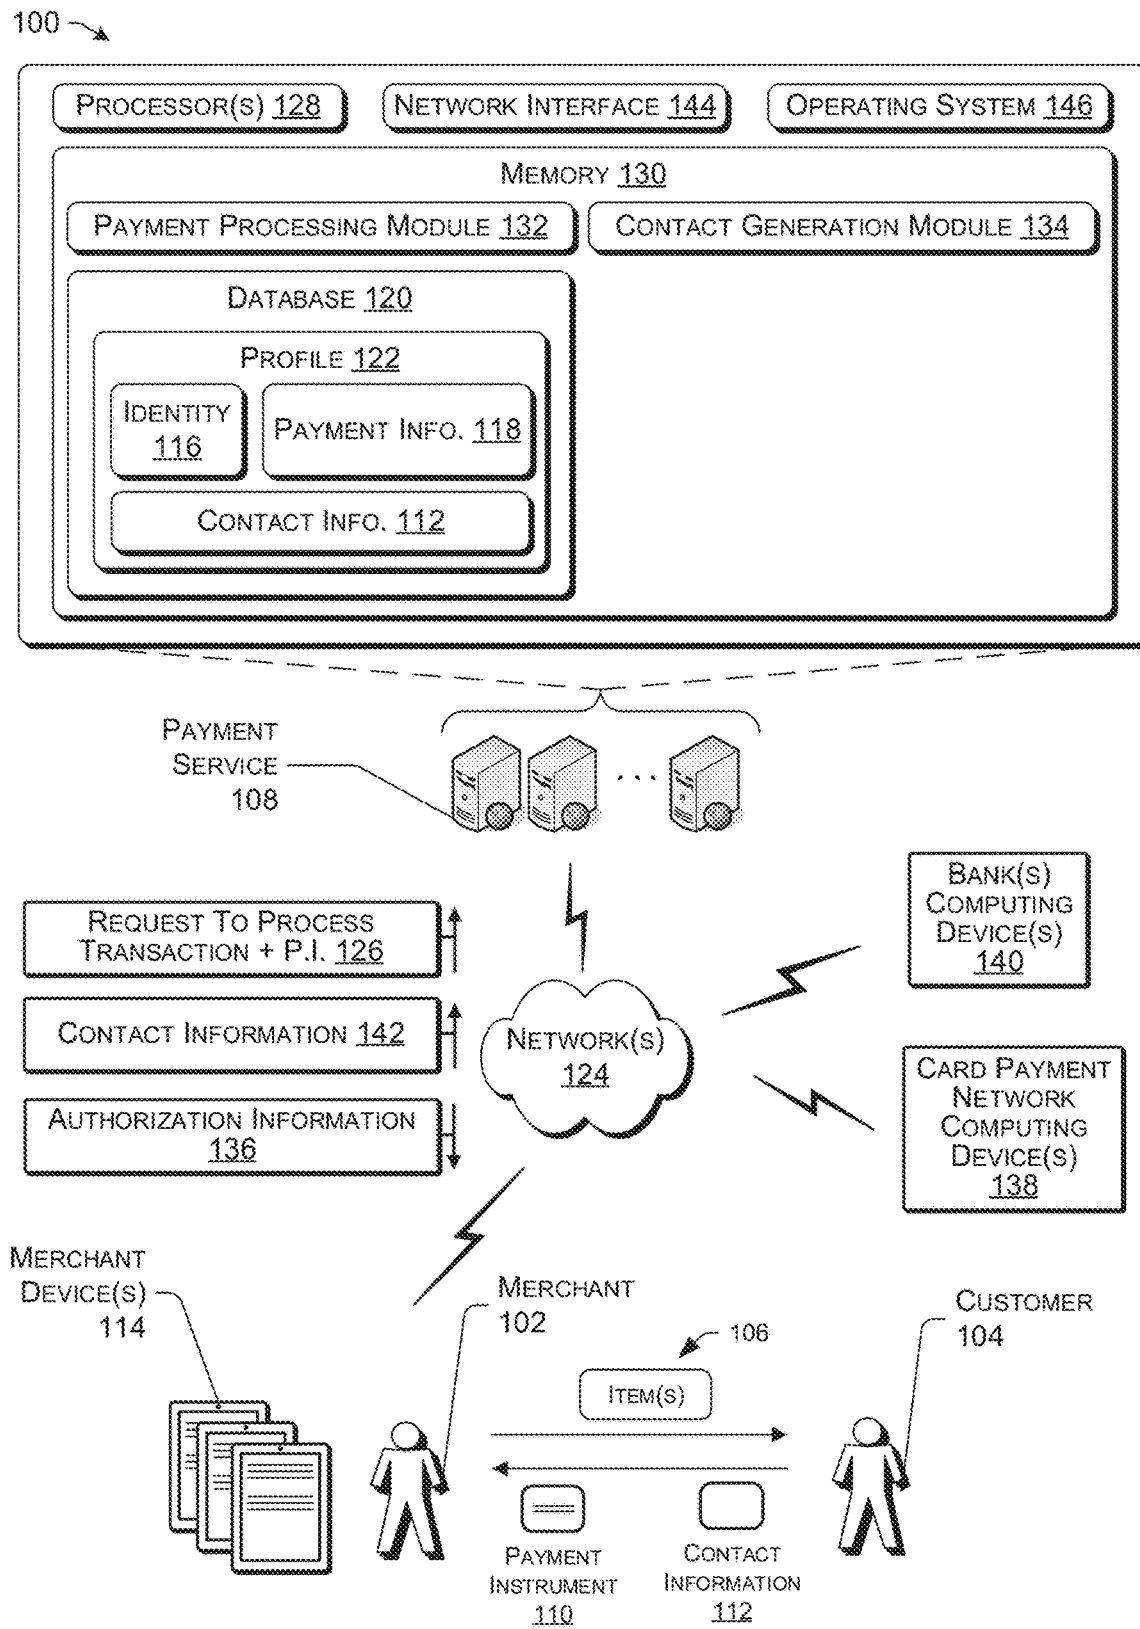 100
PROCESSOR(S) 128
NETWORK INTERFACE 144
OPERATING SYSTEM 146
MEMORY 130
PAYMENT PROCESSING MODULE 132
CONTACT GENERATION MODULE 134
DATABASE 120
PROFILE 122
IDENTITY
116
PAYMENT INFO. 118
CONTACT INFO. 112
PAYMENT
SERVICE
108
REQUEST TO PROCESS
TRANSACTION + P.I. 126
CONTACT INFORMATION 142
AUTHORIZATION INFORMATION
136
NETWORK(S)
124
BANK(S)
COMPUTING
DEVICE(S)
140
CARD PAYMENT
NETWORK
COMPUTING
DEVICE(S)
138
MERCHANT
DEVICE(S)
114
MERCHANT
102
106
ITEM(S)
CUSTOMER
104
PAYMENT
INSTRUMENT
110
CONTACT
INFORMATION
112